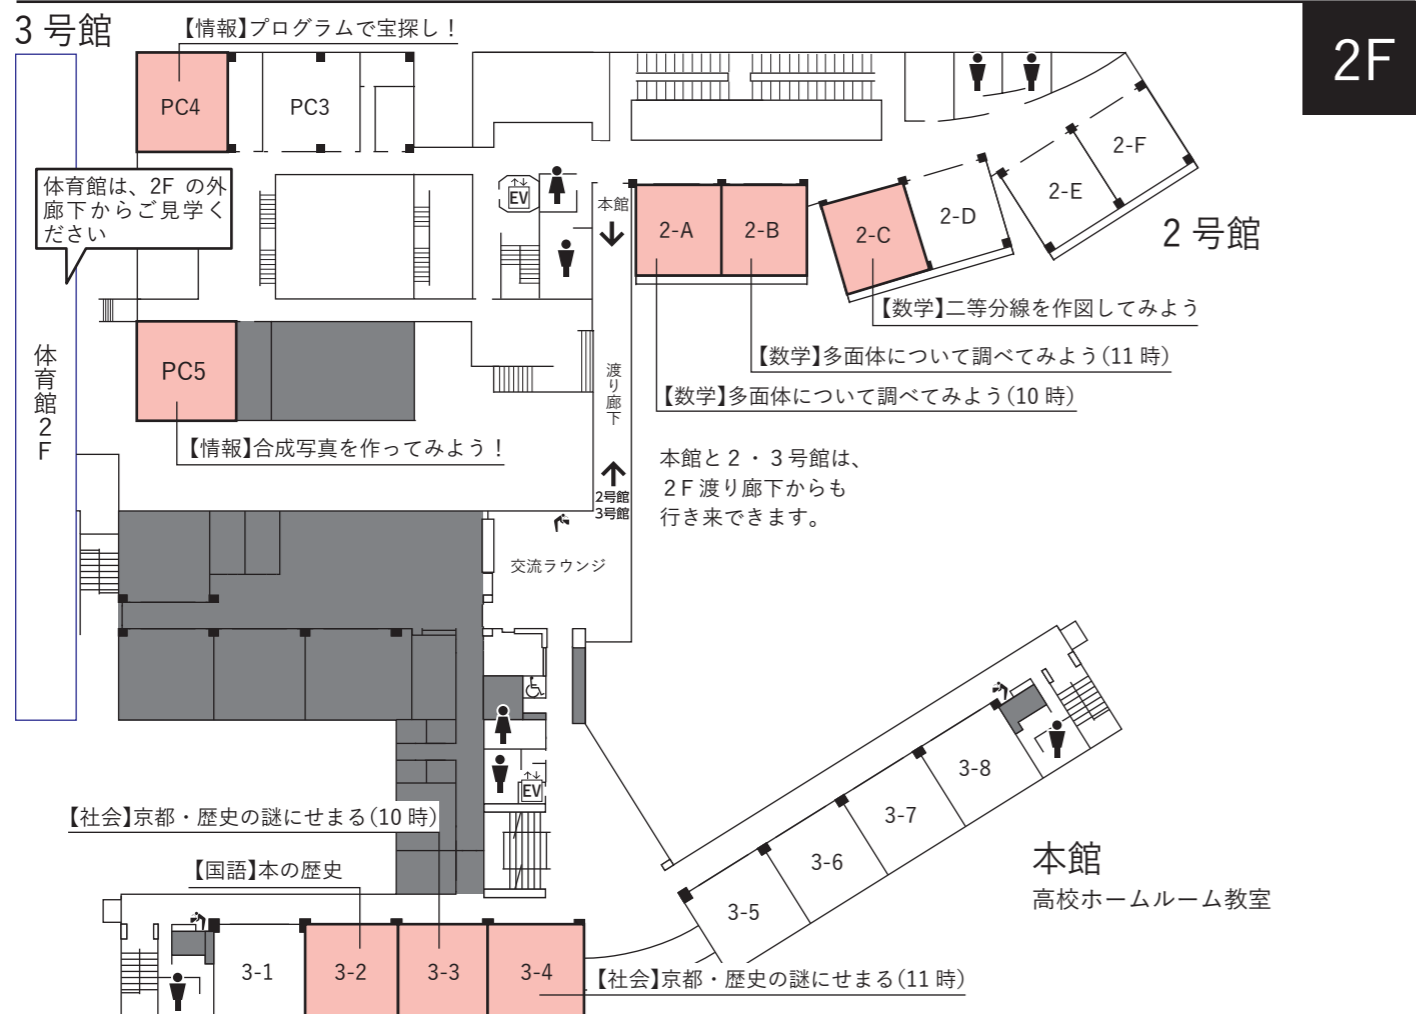 3 号館
【情報】プログラムで宝探し！
2F
PC4
PC3
体育館は、2F の外
廊下からご見学く
ださい
EV
本館
2-A
2-B
2-C
2-D
2-E
2-F
2 号館
【数学】二等分線を作図してみよう
【数学】多面体について調べてみよう（11 時）
【数学】多面体について調べてみよう（10 時）
体育館2F
PC5
渡り廊下
【情報】合成写真を作ってみよう！
本館と２・３号館は、
２F 渡り廊下からも
行き来できます。
2号館
3号館
交流ラウンジ
EV
【社会】京都・歴史の謎にせまる（10 時）
【国語】本の歴史
3-1
3-2
3-3
3-4
【社会】京都・歴史の謎にせまる（11 時）
3-5
3-6
3-7
3-8
本館
高校ホームルーム教室